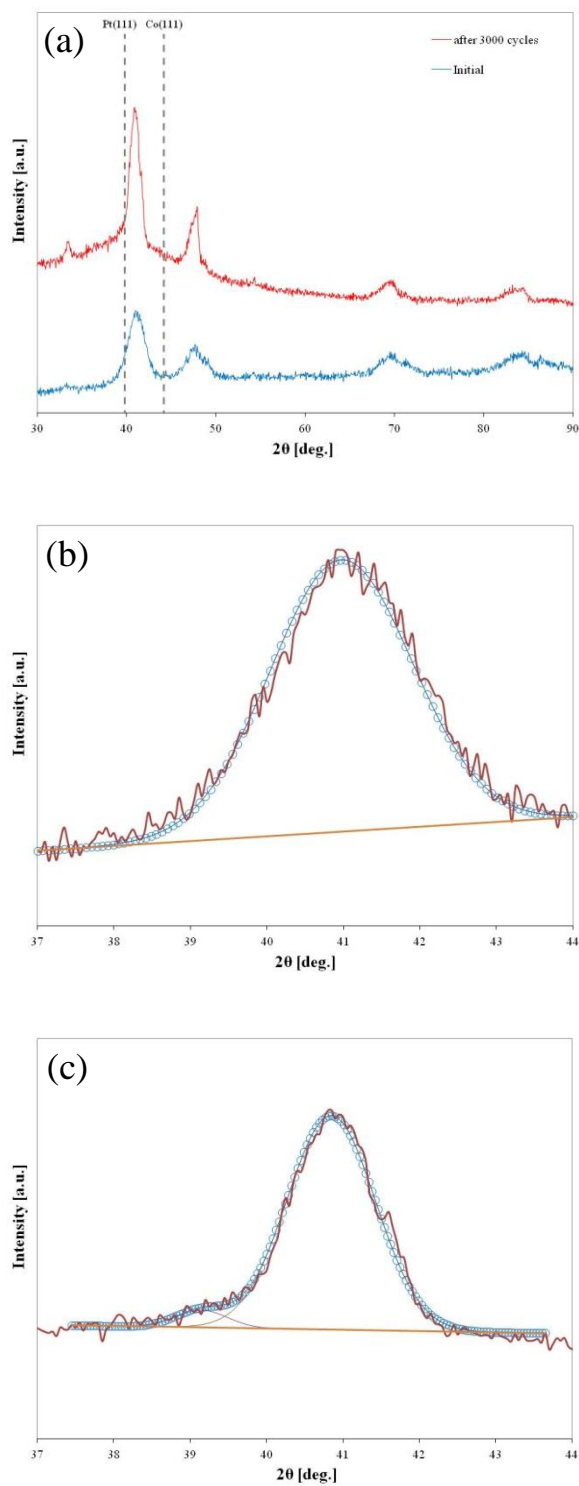 (a)
Pt(111) Co(111)
after 3000 cycles
Initial
Intensity [a.u.]
30 40 50 60 70 80 90
2θ [deg.]
(b)
Intensity [a.u.]
37 38 39 40 41 42 43 44
2θ [deg.]
(c)
Intensity [a.u.]
37 38 39 40 41 42 43 44
2θ [deg.]